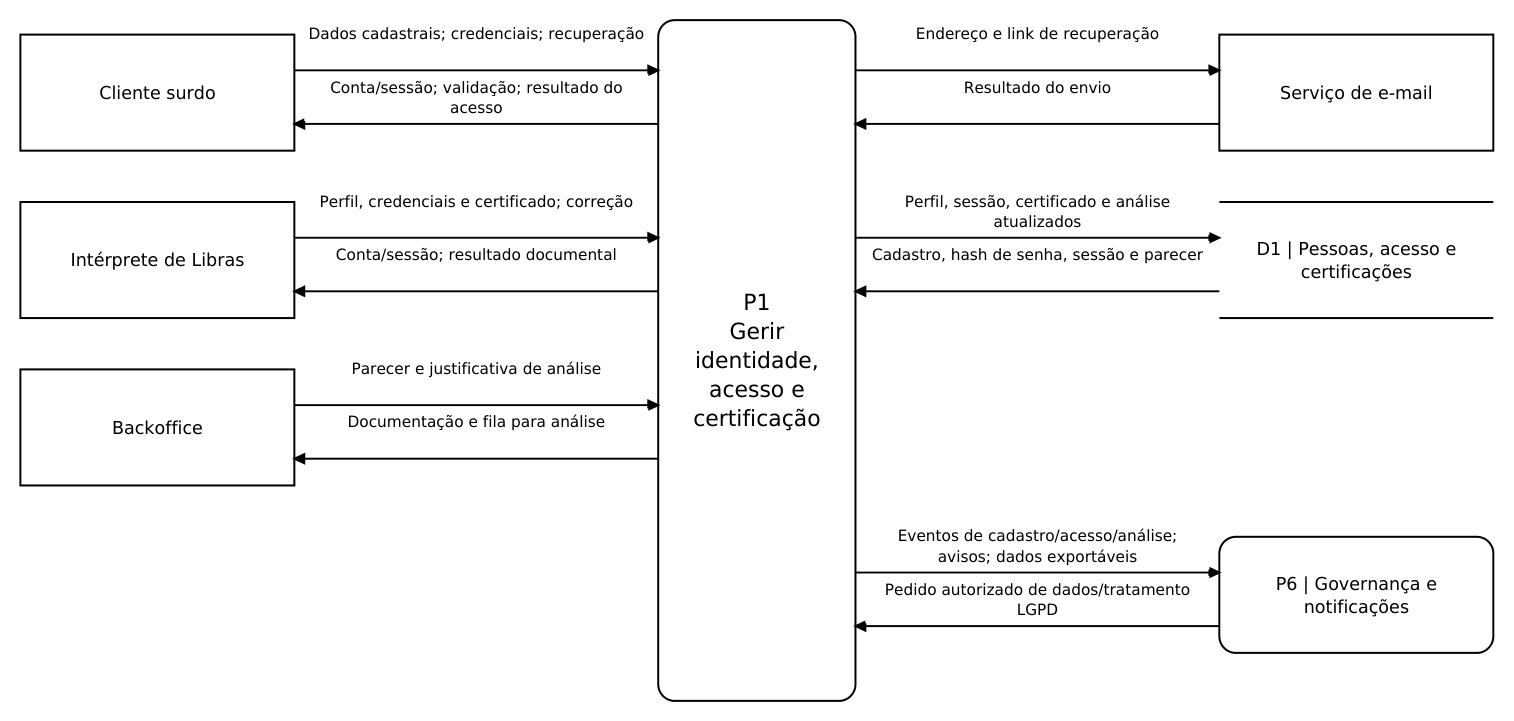 Dados cadastrais; credenciais; recuperação
Cliente surdo
Conta/sessão; validação; resultado do
acesso
Endereço e link de recuperação
Resultado do envio
Serviço de e-mail
Perfil, credenciais e certificado; correção
Intérprete de Libras
Conta/sessão; resultado documental
Perfil, sessão, certificado e análise
atualizados
Cadastro, hash de senha, sessão e parecer
D1 | Pessoas, acesso e
certificações
P1
Gerir
identidade,
acesso e
certificação
Parecer e justificativa de análise
Backoffice
Documentação e fila para análise
Eventos de cadastro/acesso/análise;
avisos; dados exportáveis
Pedido autorizado de dados/tratamento
LGPD
P6 | Governança e
notificações